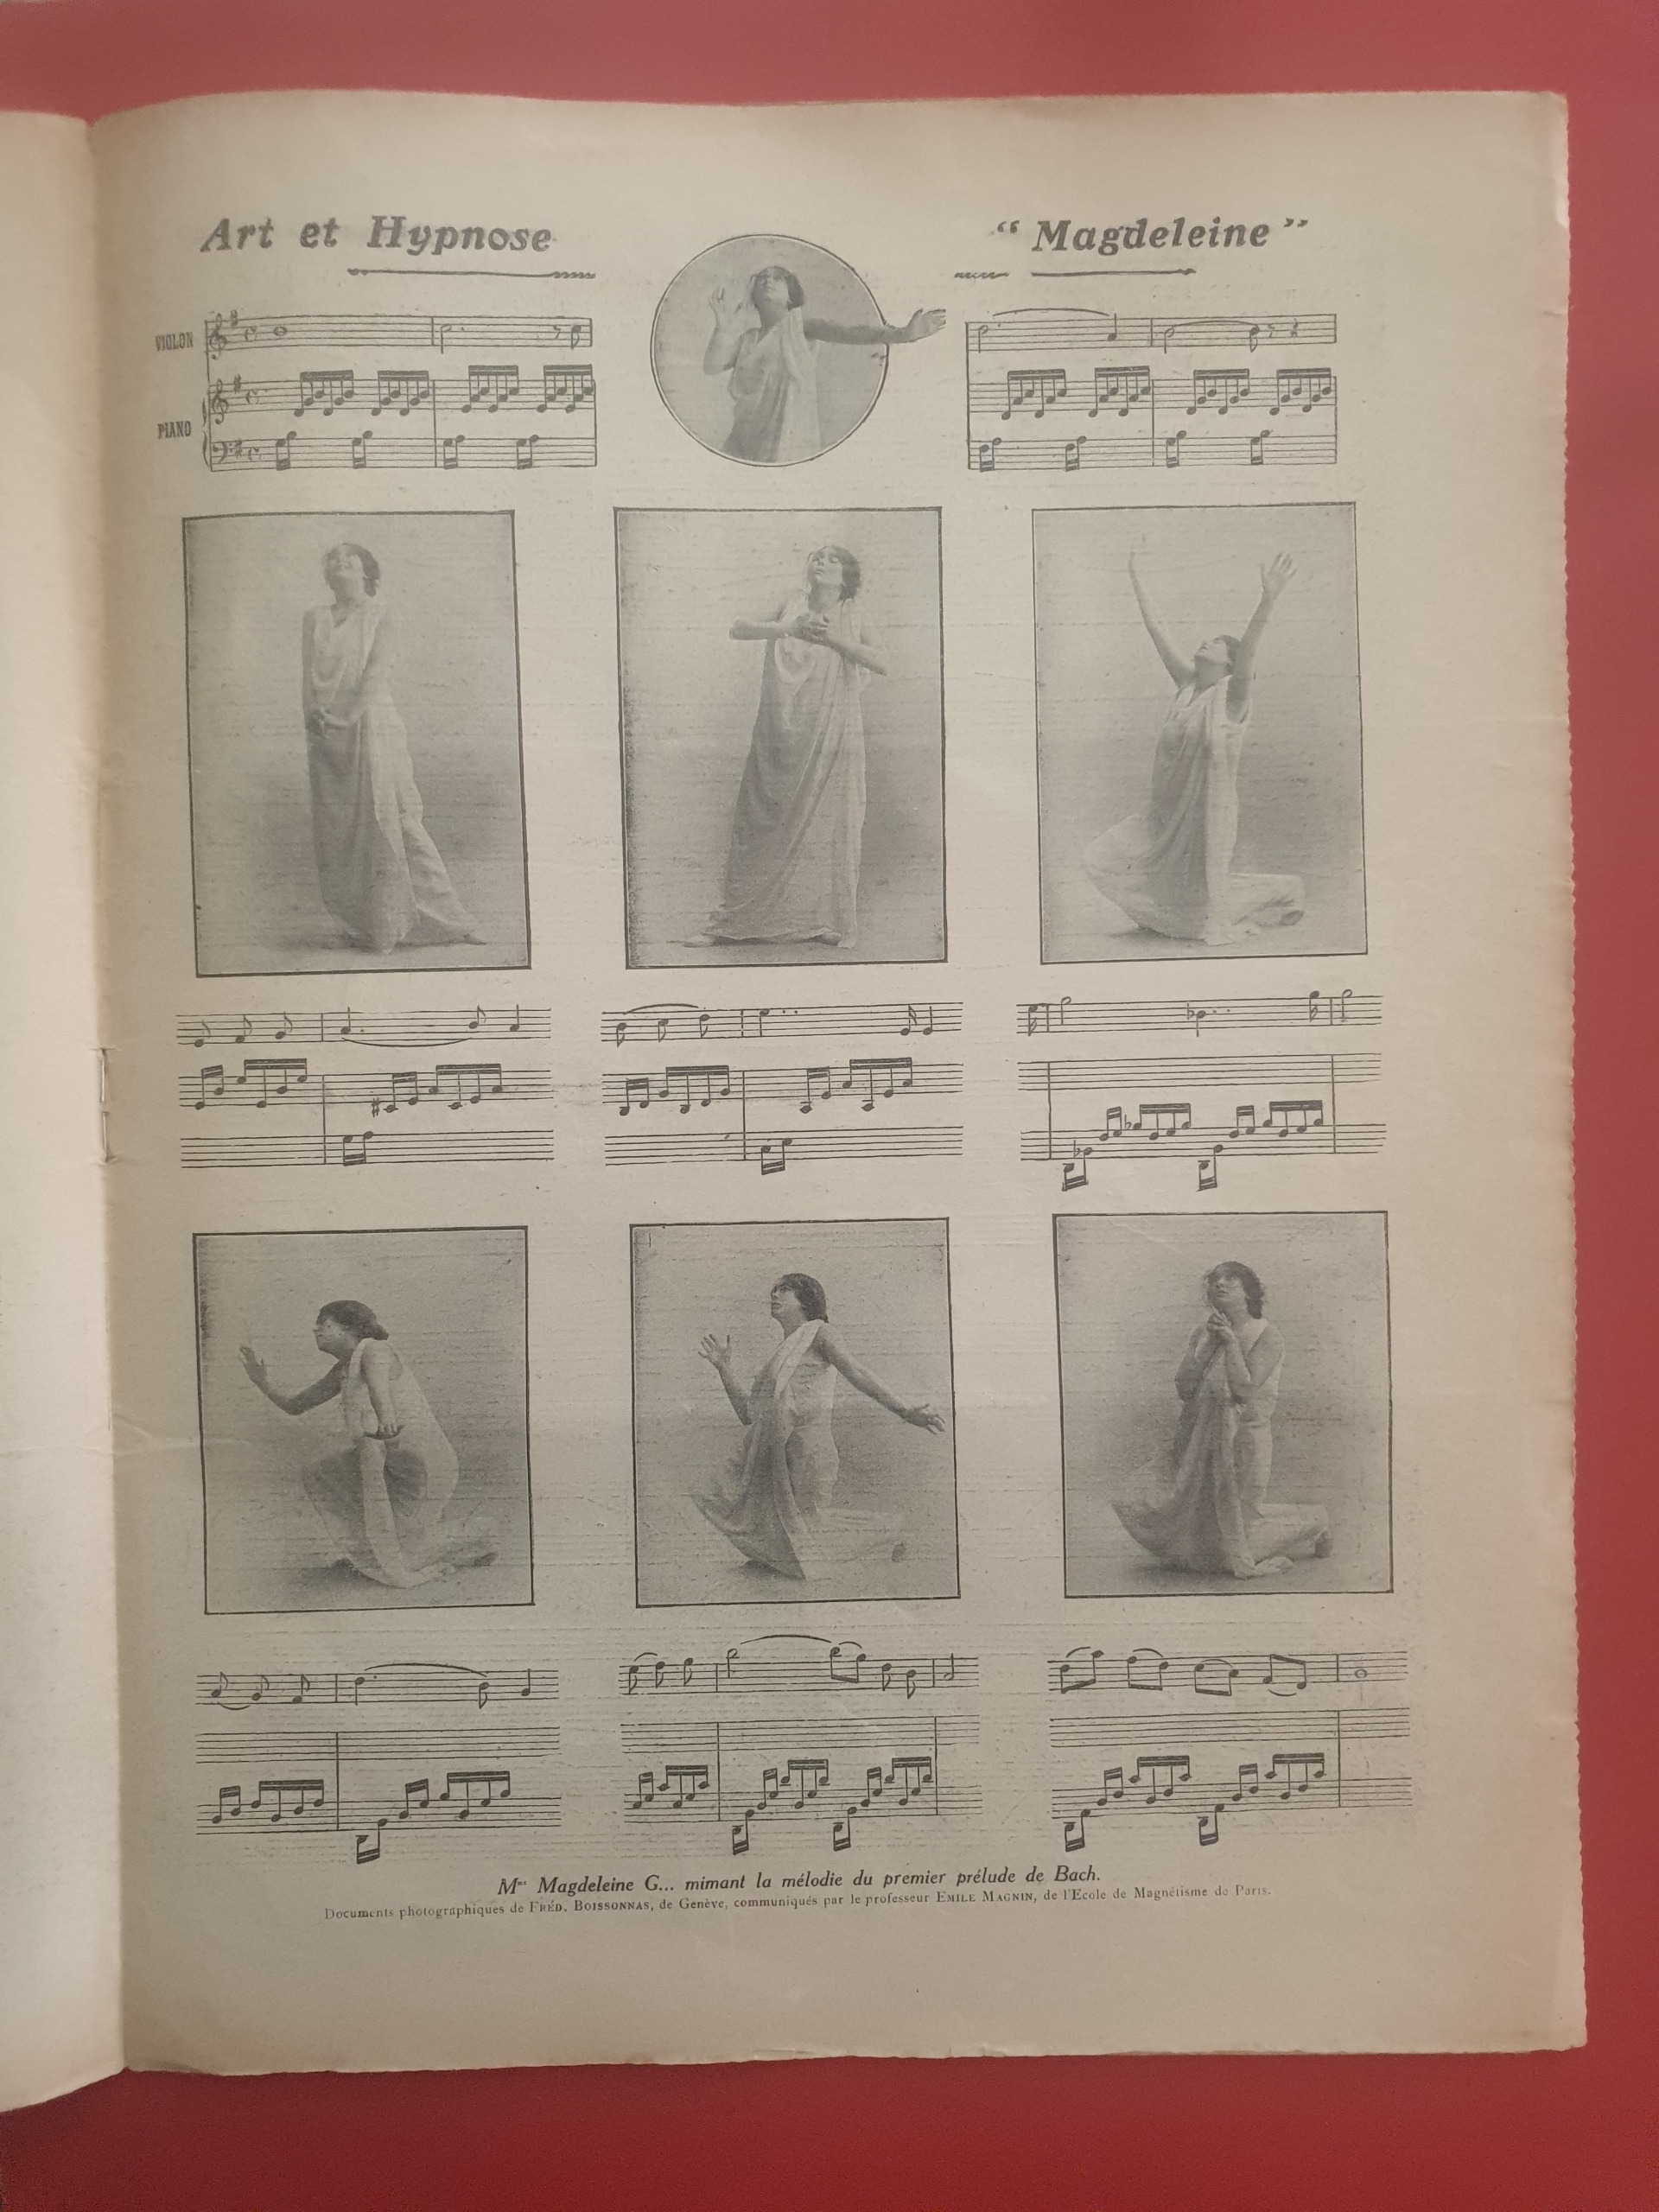 Art et Hypnose
“ Magdeleine ”
VIOLON
PIANO
Mme Magdeleine G... mimant la mélodie du premier prélude de Bach.
Documents photographiques de FRÉD. BOISSONNAS, de Genève, communiqués par le professeur EMILE MAGNIN, de l'Ecole de Magnétisme de Paris.